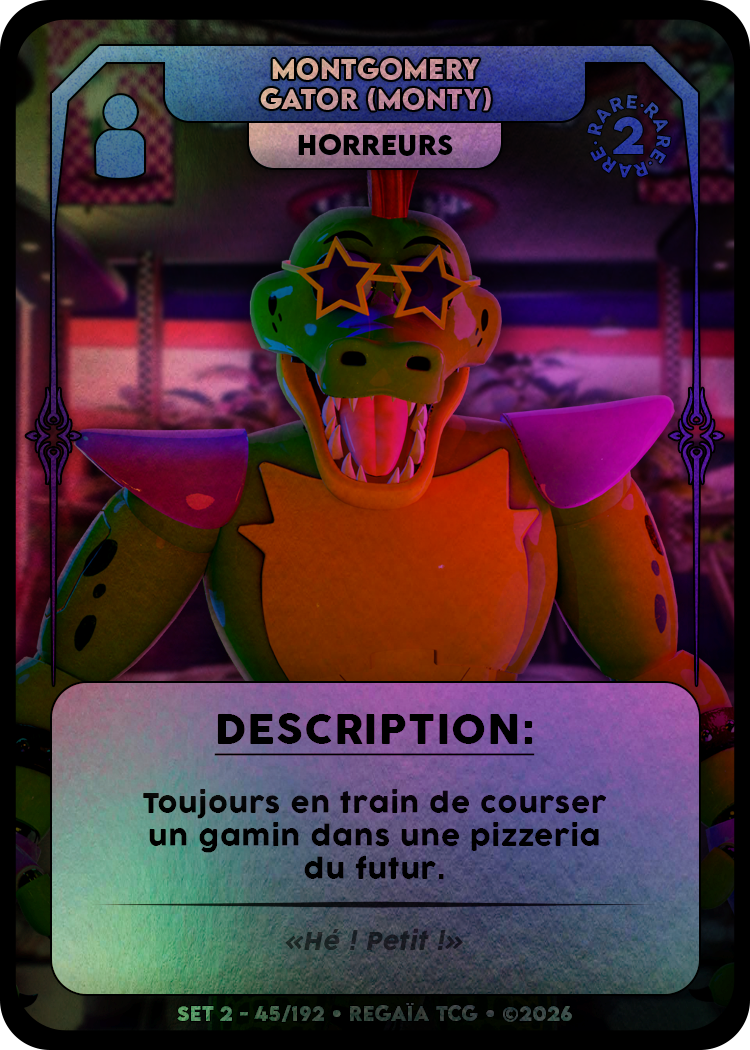 MONTGOMERY
GATOR (MONTY)
HORREURS
RARE·RARE·RARE·RARE·
2
DESCRIPTION:
Toujours en train de courser
un gamin dans une pizzeria
du futur.
«Hé ! Petit !»
SET 2 - 45/192 • REGAÏA TCG • ©2026